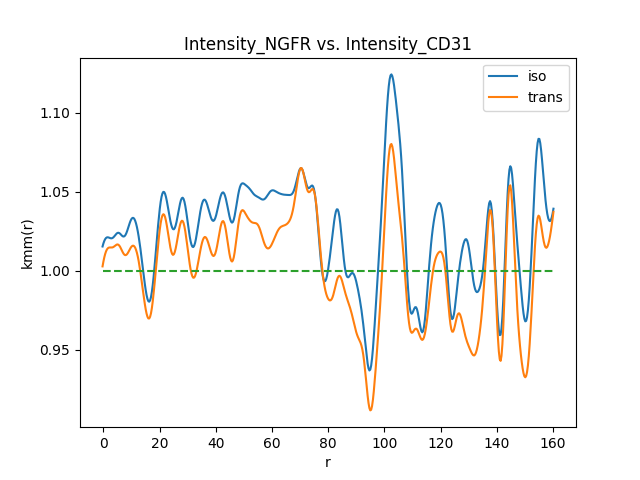 Intensity_NGFR vs. Intensity_CD31
iso
trans
kmm(r)
1.10
1.05
1.00
0.95
0 20 40 60 80 100 120 140 160
r